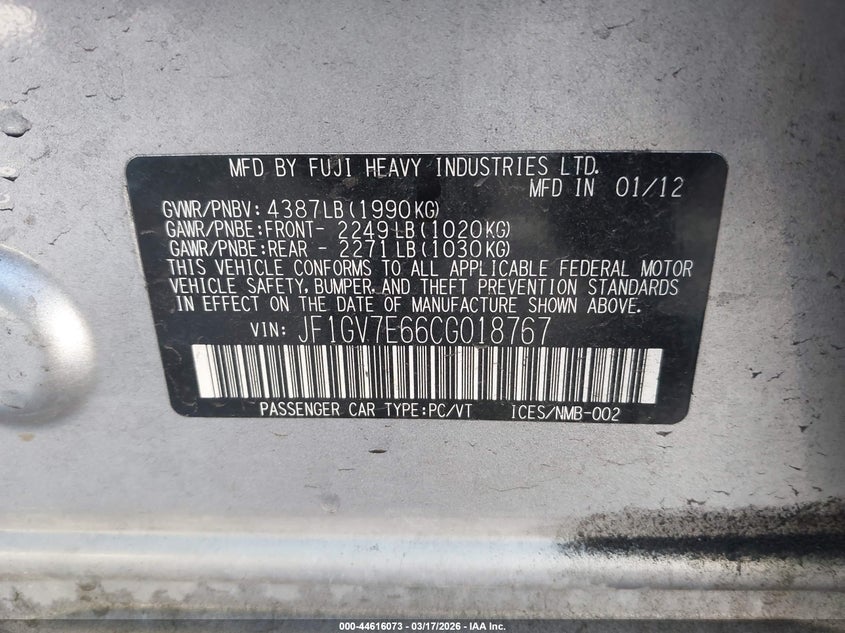 MFD BY FUJI HEAVY INDUSTRIES LTD.
MFD IN 01/12
GVWR/PNBV: 4387LB(1990KG)
GAWR/PNBE:FRONT- 2249LB(1020KG)
GAWR/PNBE:REAR - 2271LB(1030KG)
THIS VEHICLE CONFORMS TO ALL APPLICABLE FEDERAL MOTOR
VEHICLE SAFETY, BUMPER, AND THEFT PREVENTION STANDARDS
IN EFFECT ON THE DATE OF MANUFACTURE SHOWN ABOVE.
VIN: JF1GV7E66CG018767
PASSENGER CAR TYPE:PC/VT ICES/NMB-002
000-44616073 — 03/17/2026 — IAA Inc.